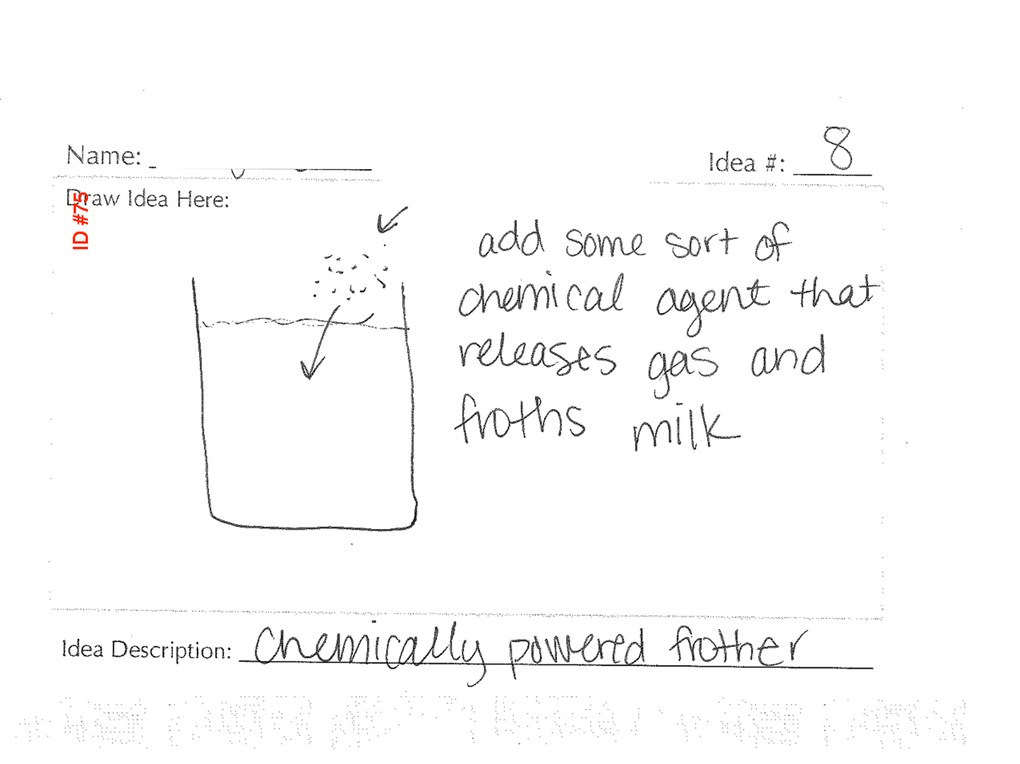 Name:
Idea #: 8
Draw Idea Here:
ID #75
add some sort of
chemical agent that
releases gas and
froths milk
Idea Description: Chemically powered frother